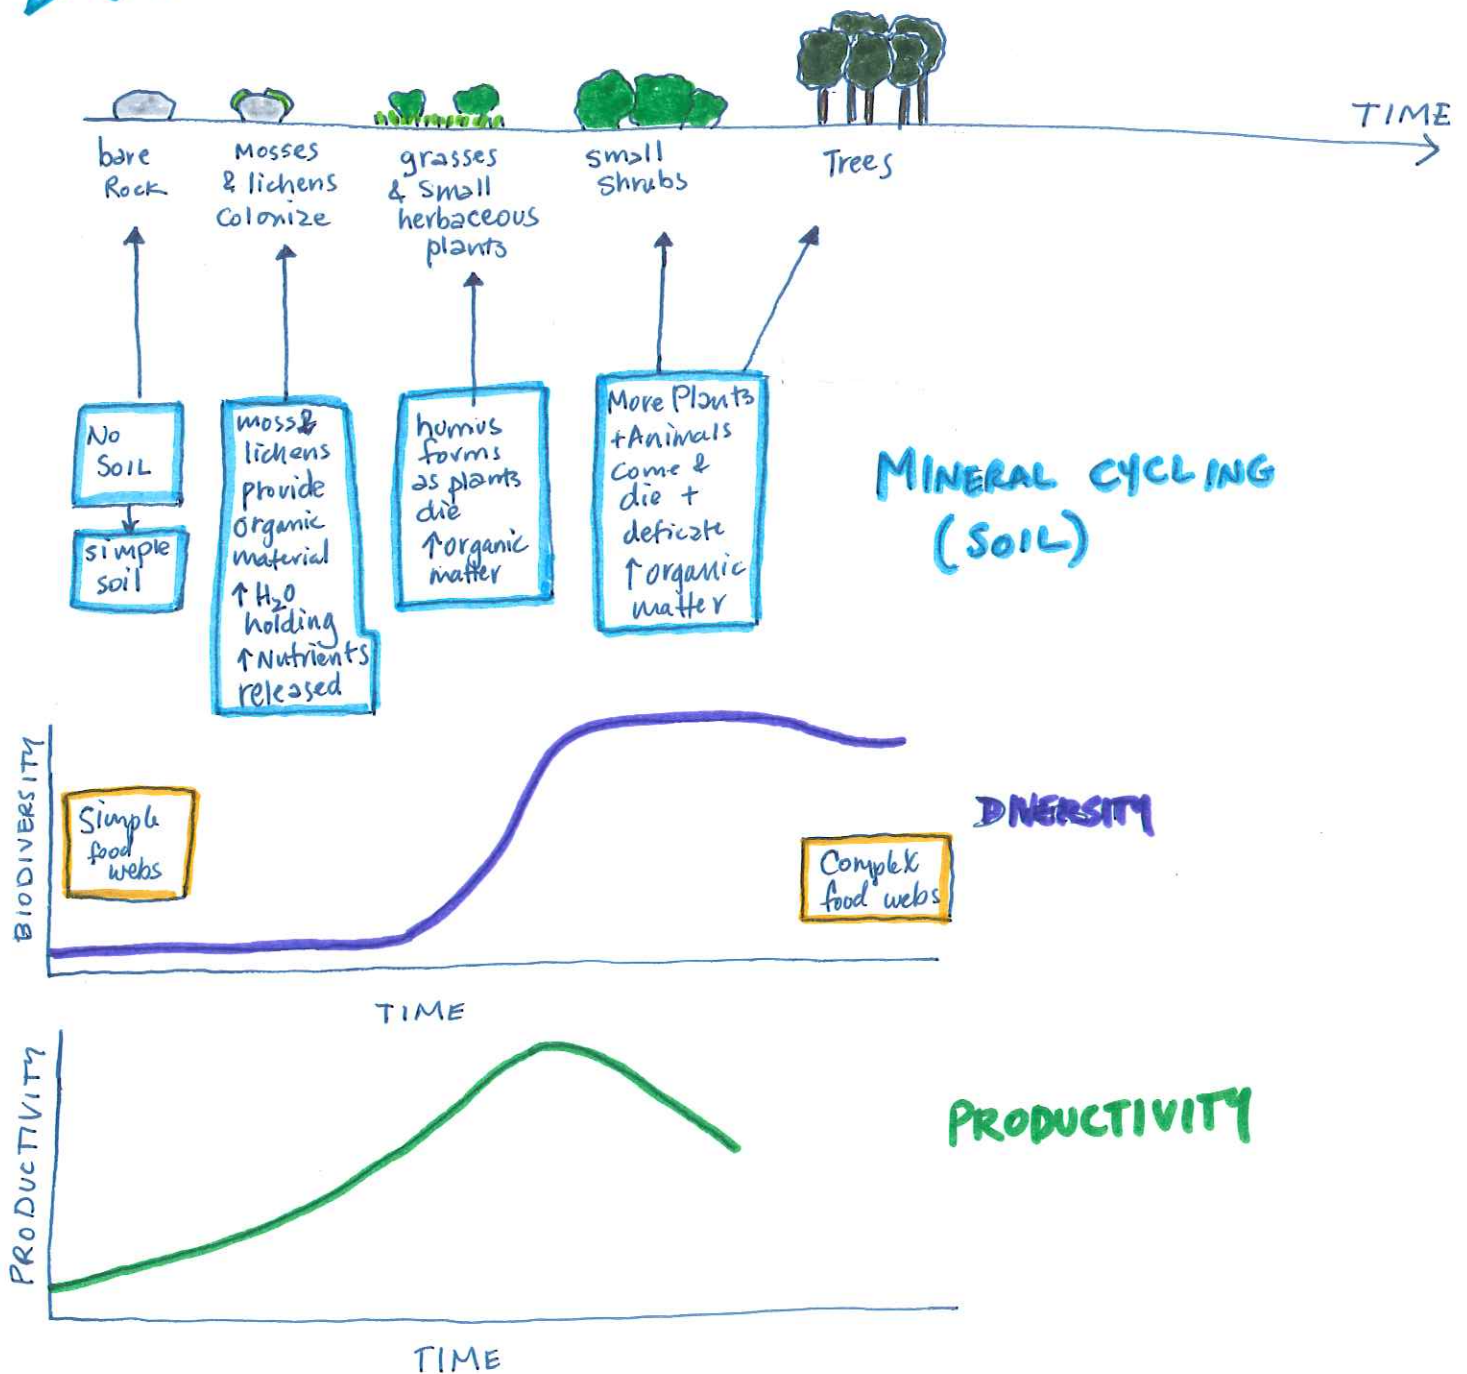 TIME
bare
Rock
Mosses
& lichens
Colonize
grasses
& small
herbaceous
plants
small
shrubs
Trees
No
SOIL
simple
soil
moss &
lichens
provide
organic
material
↑ H₂O
holding
↑ Nutrients
released
humus
forms
as plants
die
↑ organic
matter
More Plants
+ Animals
come &
die +
deficate
↑ organic
matter
MINERAL CYCLING
(SOIL)
BIODIVERSITY
Simple
food
webs
DIVERSITY
Complex
food webs
TIME
PRODUCTIVITY
PRODUCTIVITY
TIME